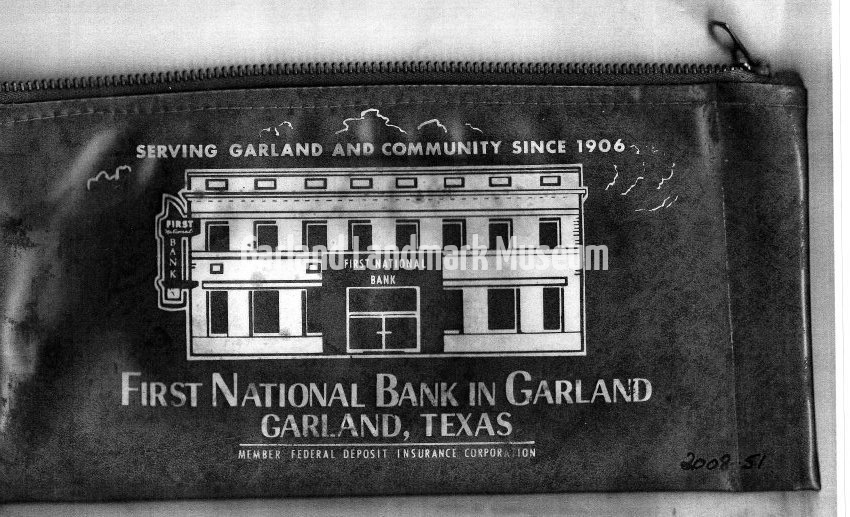 SERVING GARLAND AND COMMUNITY SINCE 1906
FIRST
National
BANK
Garland Landmark Museum
FIRST NATIONAL
BANK
FIRST NATIONAL BANK IN GARLAND
GARLAND, TEXAS
MEMBER FEDERAL DEPOSIT INSURANCE CORPORATION
2008-51